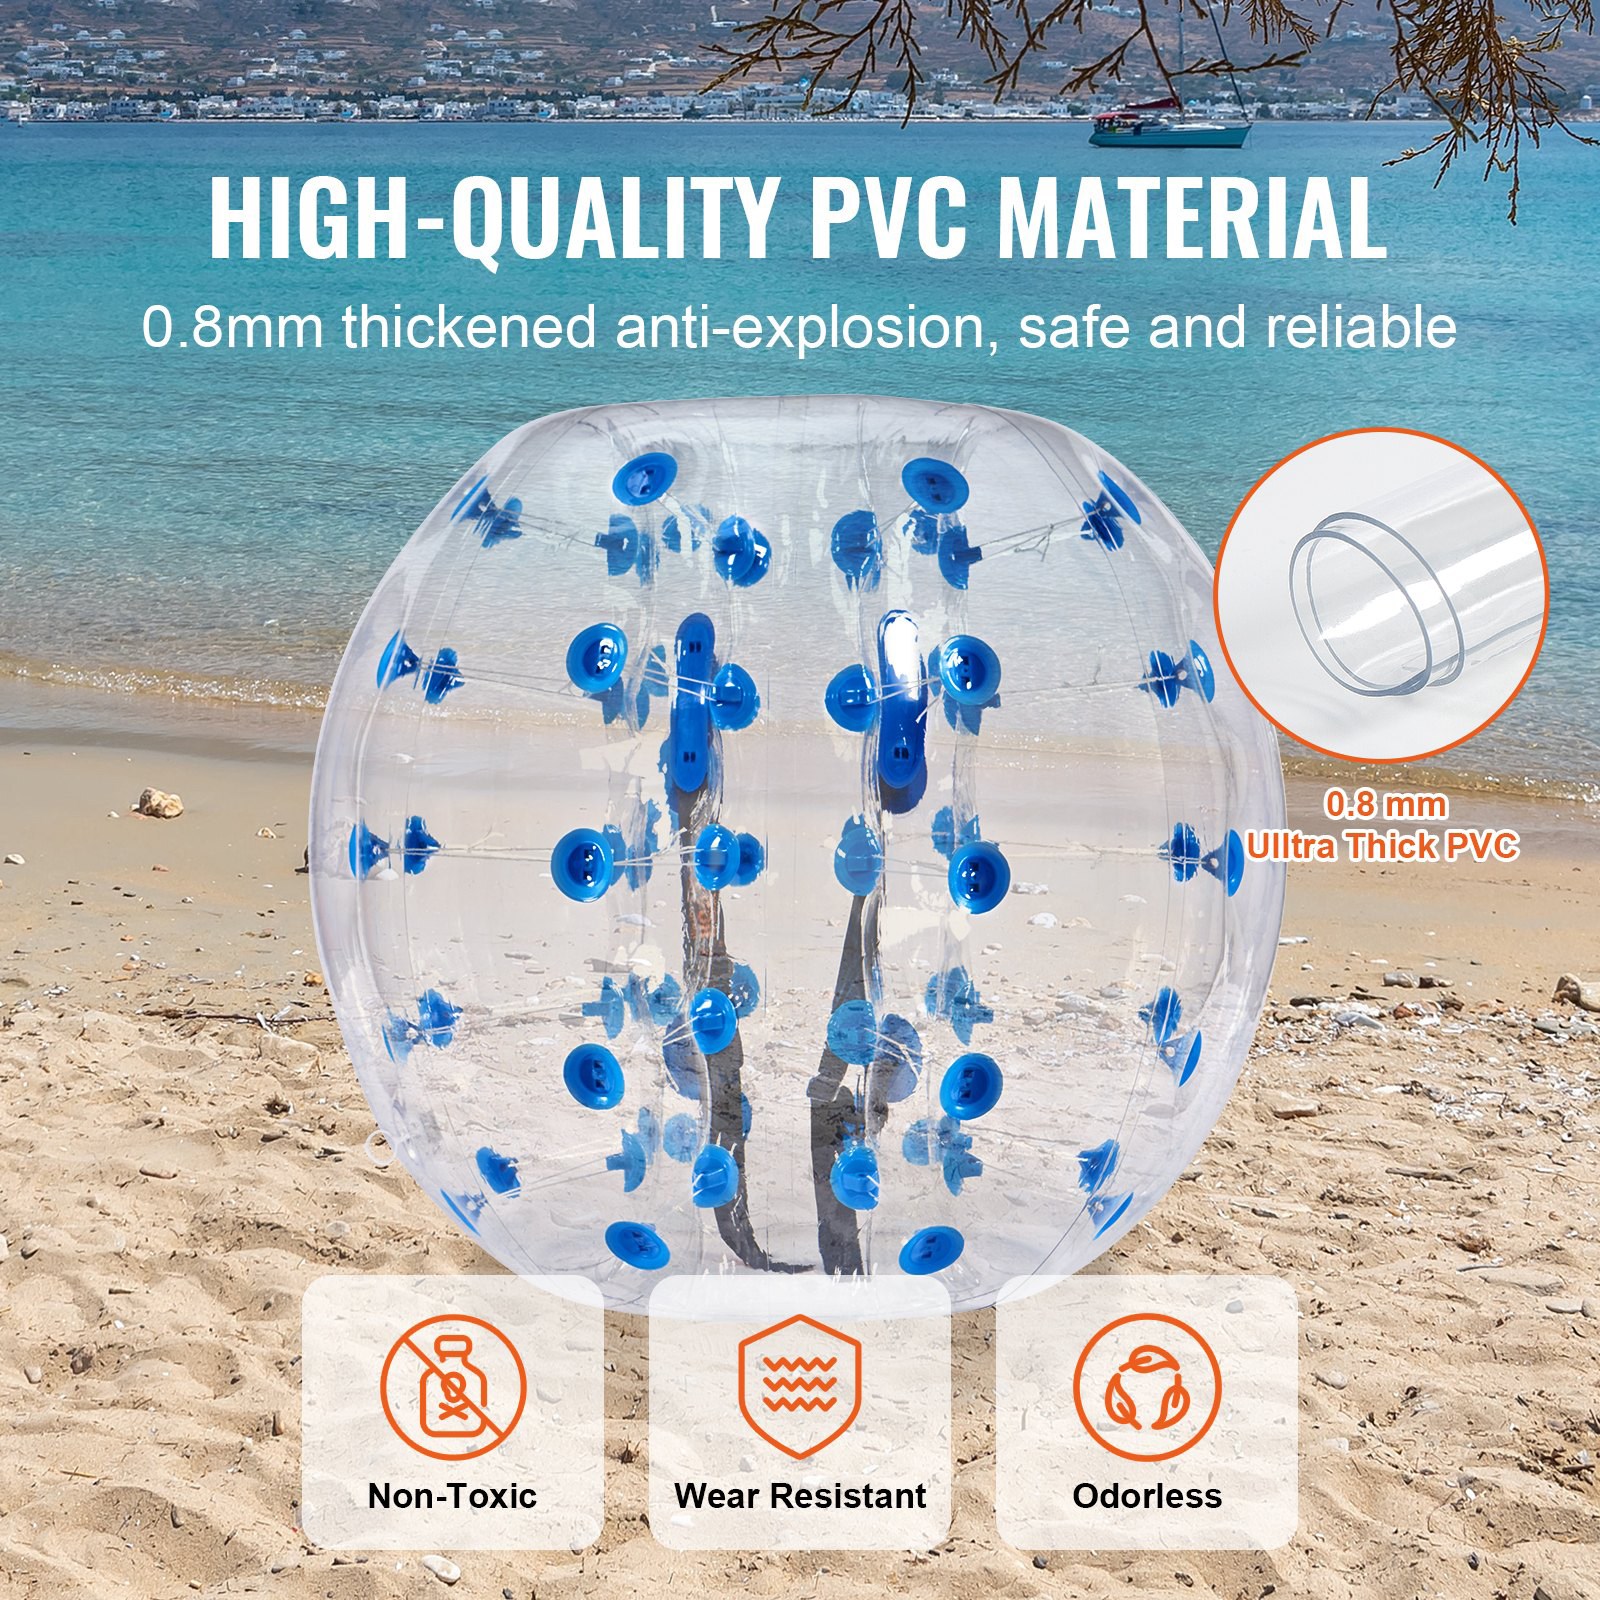 HIGH-QUALITY PVC MATERIAL
0.8mm thickened anti-explosion, safe and reliable
0.8 mm
Ulltra Thick PVC
Non-Toxic
Wear Resistant
Odorless